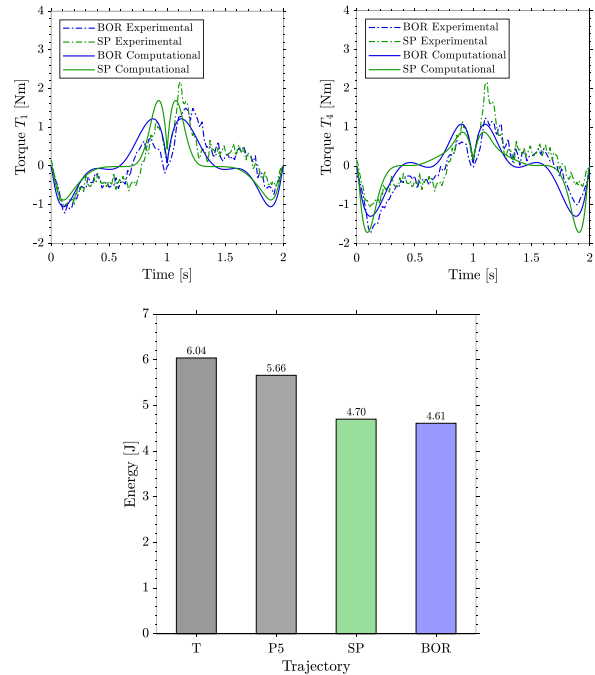 4
3
2
1
0
-1
-2
Torque T₁ [Nm]
BOR Experimental
SP Experimental
BOR Computational
SP Computational
0 0.5 1 1.5 2
Time [s]
4
3
2
1
0
-1
-2
Torque T₄ [Nm]
BOR Experimental
SP Experimental
BOR Computational
SP Computational
0 0.5 1 1.5 2
Time [s]
7
6
5
4
3
2
1
0
Energy [J]
6.04
5.66
4.70
4.61
T P5 SP BOR
Trajectory